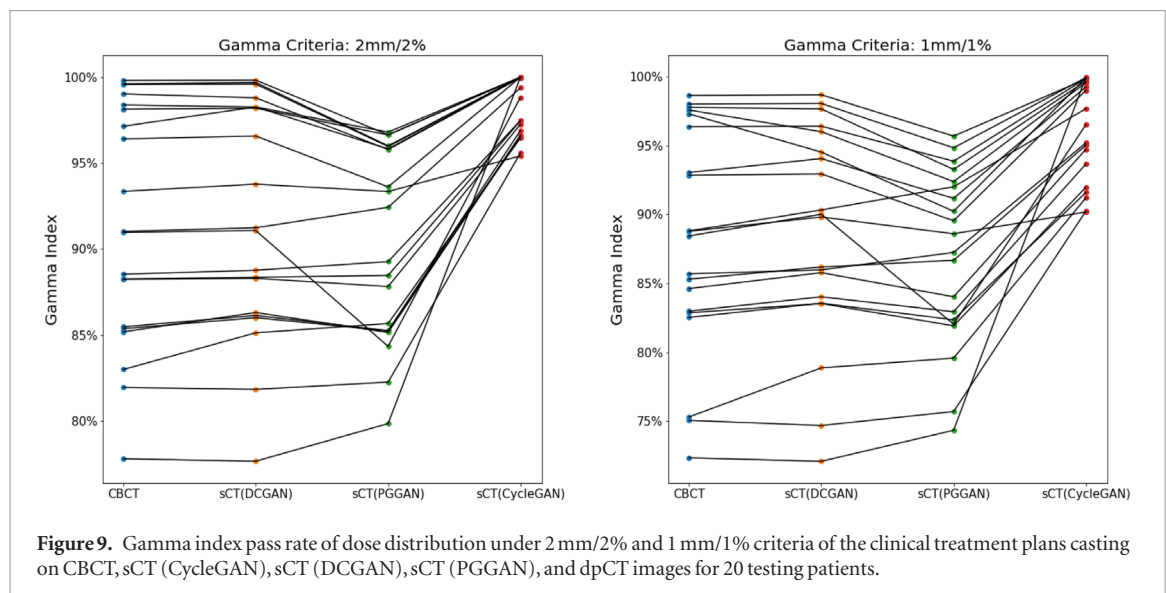 Gamma Criteria: 2mm/2%
100%
95%
90%
85%
80%
Gamma Index
CBCT sCT(DCGAN) sCT(PGGAN) sCT(CycleGAN)
Gamma Criteria: 1mm/1%
100%
95%
90%
85%
80%
75%
Gamma Index
CBCT sCT(DCGAN) sCT(PGGAN) sCT(CycleGAN)
Figure 9. Gamma index pass rate of dose distribution under 2 mm/2% and 1 mm/1% criteria of the clinical treatment plans casting
on CBCT, sCT (CycleGAN), sCT (DCGAN), sCT (PGGAN), and dpCT images for 20 testing patients.